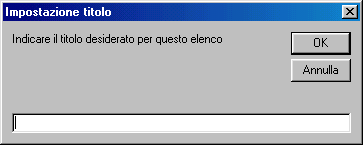 Impostazione titolo
Indicare il titolo desiderato per questo elenco
OK
Annulla